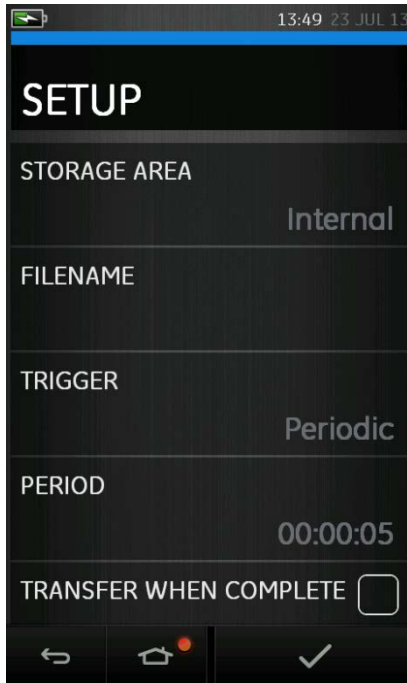 13:49 23 JUL 13
SETUP
STORAGE AREA
Internal
FILENAME
TRIGGER
Periodic
PERIOD
00:00:05
TRANSFER WHEN COMPLETE